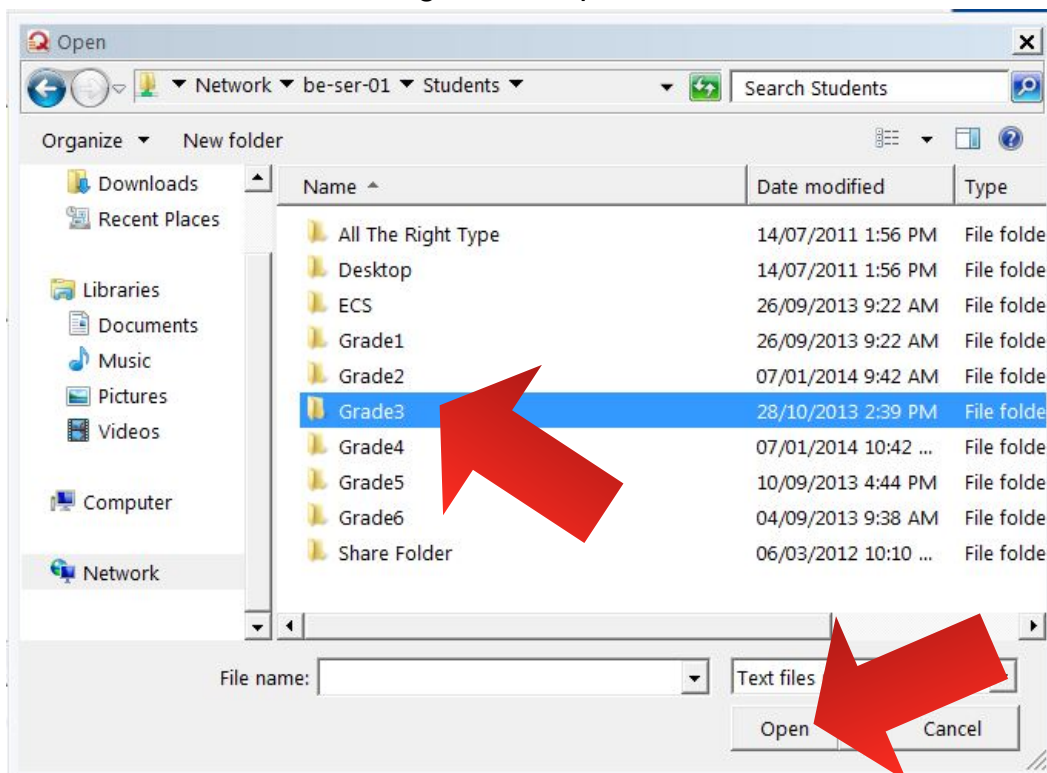 Open
Network be-ser-01 Students Search Students
Organize New folder
Downloads
Recent Places
Libraries
Documents
Music
Pictures
Videos
Computer
Network
Name Date modified Type
All The Right Type 14/07/2011 1:56 PM File folde
Desktop 14/07/2011 1:56 PM File folde
ECS 26/09/2013 9:22 AM File folde
Grade1 26/09/2013 9:22 AM File folde
Grade2 07/01/2014 9:42 AM File folde
Grade3 28/10/2013 2:39 PM File folde
Grade4 07/01/2014 10:42 ... File folde
Grade5 10/09/2013 4:44 PM File folde
Grade6 04/09/2013 9:38 AM File folde
Share Folder 06/03/2012 10:10 ... File folde
File name: Text files
Open Cancel